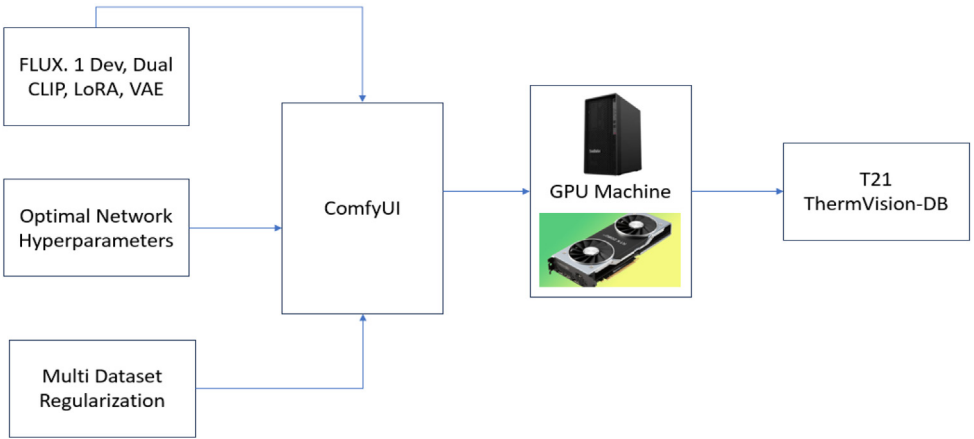 FLUX. 1 Dev, Dual
CLIP, LoRA, VAE
Optimal Network
Hyperparameters
Multi Dataset
Regularization
ComfyUI
GPU Machine
T21
ThermVision-DB